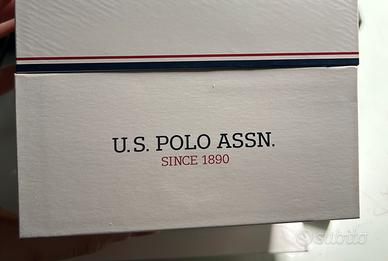 U.S. POLO ASSN.
SINCE 1890
subito